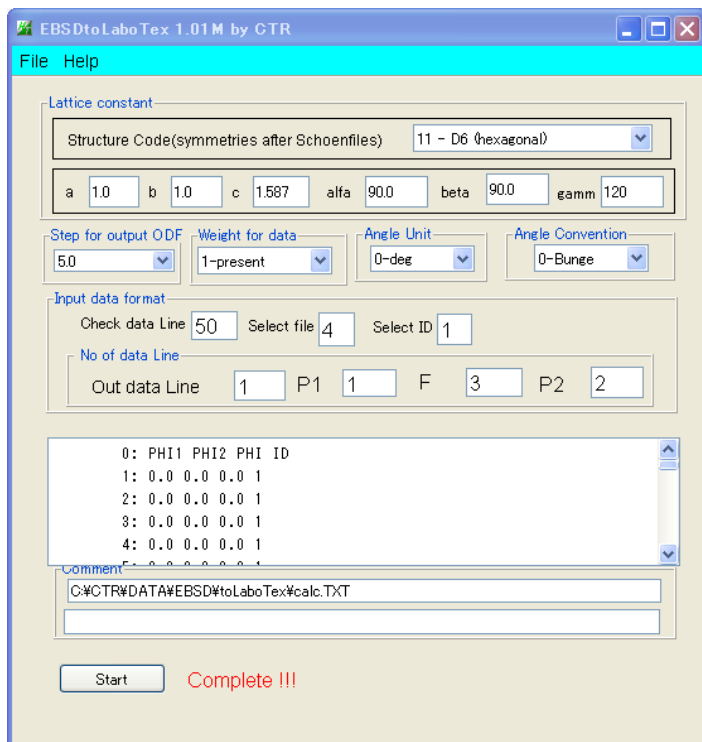 EBSDtoLaboTex 1.01M by CTR
File Help
Lattice constant
Structure Code(symmetries after Schoenfiles) 11 - D6 (hexagonal)
a 1.0 b 1.0 c 1.587 alfa 90.0 beta 90.0 gamm 120
Step for output ODF Weight for data Angle Unit Angle Convention
5.0 1-present 0-deg 0-Bunge
Input data format
Check data Line 50 Select file 4 Select ID 1
No of data Line
Out data Line 1 P1 1 F 3 P2 2
0: PHI1 PHI2 PHI ID
1: 0.0 0.0 0.0 1
2: 0.0 0.0 0.0 1
3: 0.0 0.0 0.0 1
4: 0.0 0.0 0.0 1
Comment
C:¥CTR¥DATA¥EBSD¥toLaboTex¥calc.TXT
Start Complete !!!